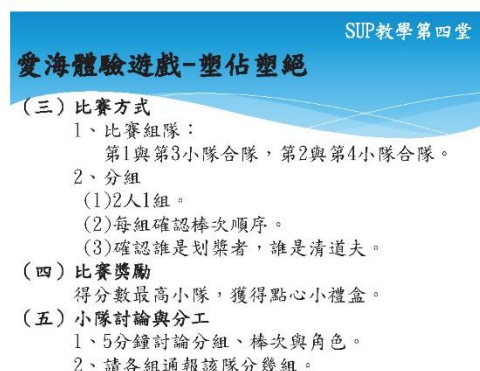 SUP教學第四堂
愛海體驗遊戲-塑佔塑絕
（三）比賽方式
1、比賽組隊：
第1與第3小隊合隊，第2與第4小隊合隊。
2、分組
(1)2人1組。
(2)每組確認棒次順序。
(3)確認誰是划槳者，誰是清道夫。
（四）比賽獎勵
得分數最高小隊，獲得點心小禮盒。
（五）小隊討論與分工
1、5分鐘討論分組、棒次與角色。
2、請各組通報該隊分幾組。